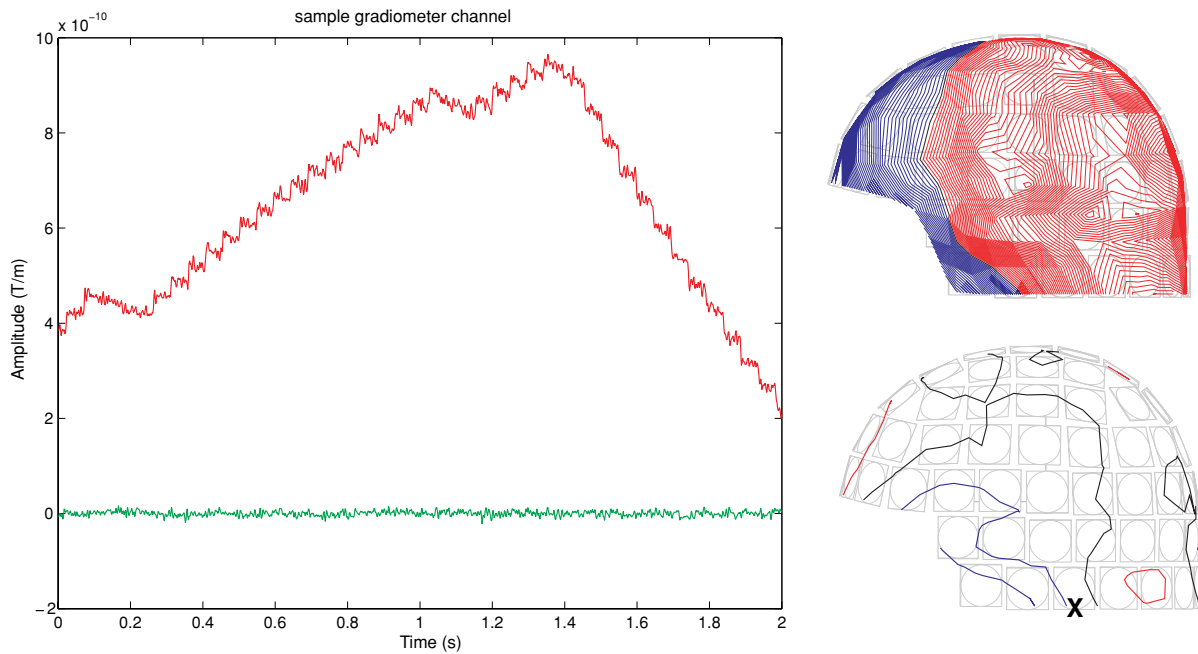 sample gradiometer channel
x 10⁻¹⁰
10
8
6
4
2
0
−2
Amplitude (T/m)
0 0.2 0.4 0.6 0.8 1 1.2 1.4 1.6 1.8 2
Time (s)
X